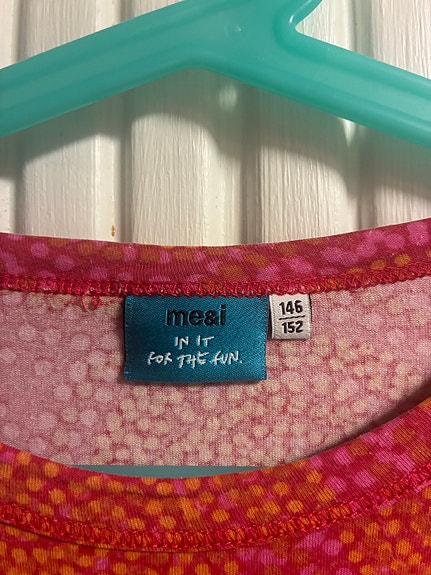 me&i
IN IT
FOR THE FUN.
146
152